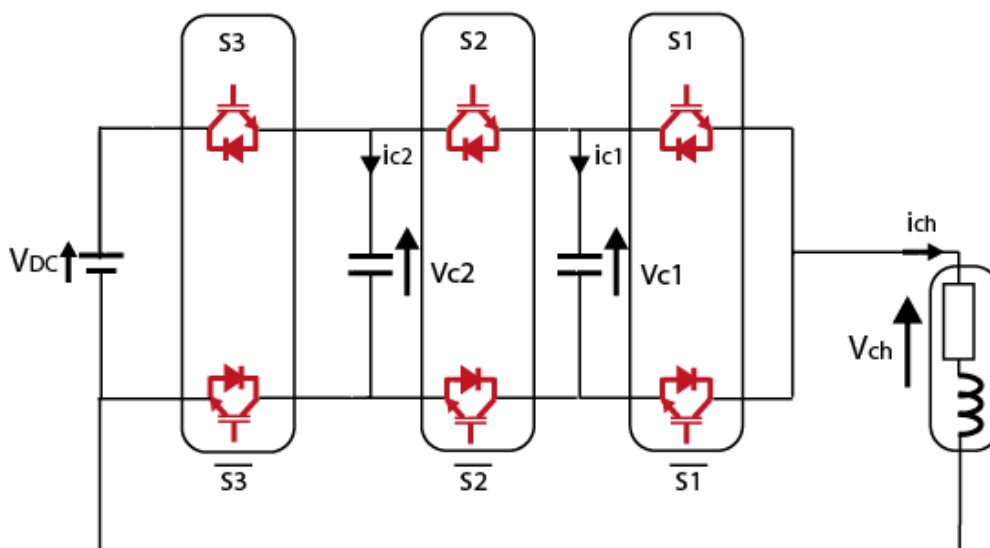 S3 S2 S1
ic2 ic1
ich
VDC Vc2 Vc1
Vch
S3 S2 S1